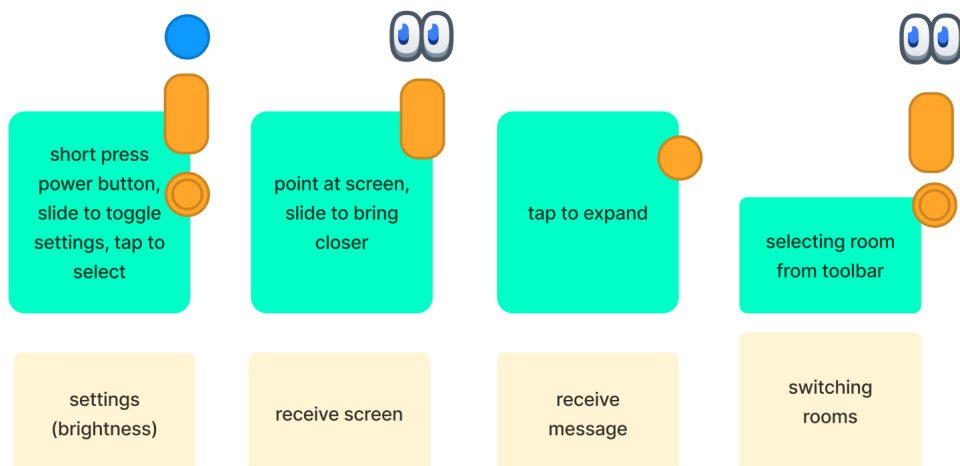 short press
power button,
slide to toggle
settings, tap to
select
point at screen,
slide to bring
closer
tap to expand
selecting room
from toolbar
settings
(brightness)
receive screen
receive
message
switching
rooms